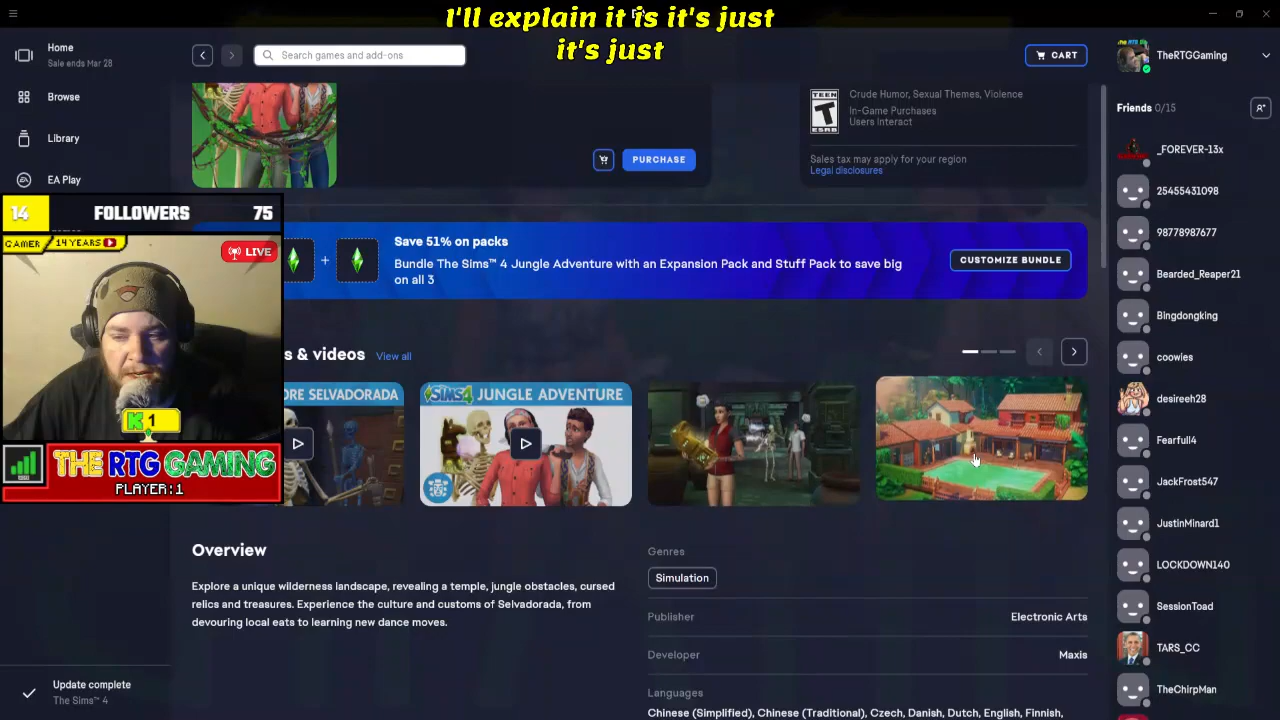 I'll explain it is it's just
it's just
Home
Sale ends Mar 28
Search games and add-ons
CART
TheRTGGaming
Browse
Library
EA Play
Friends 0/15
TEEN
T
ESRB
Crude Humor, Sexual Themes, Violence
In-Game Purchases
Users Interact
PURCHASE
Sales tax may apply for your region
Legal disclosures
14 FOLLOWERS 75
GAMER 14 YEARS
LIVE
Save 51% on packs
Bundle The Sims™ 4 Jungle Adventure with an Expansion Pack and Stuff Pack to save big
on all 3
CUSTOMIZE BUNDLE
s & videos View all
RE SELVADORADA
SIMS 4 JUNGLE ADVENTURE
K 1
THE RTG GAMING
PLAYER:1
Overview
Explore a unique wilderness landscape, revealing a temple, jungle obstacles, cursed
relics and treasures. Experience the culture and customs of Selvadorada, from
devouring local eats to learning new dance moves.
Genres
Simulation
Publisher Electronic Arts
Developer Maxis
Languages
Chinese (Simplified), Chinese (Traditional), Czech, Danish, Dutch, English, Finnish,
_FOREVER-13x
25455431098
98778987677
Bearded_Reaper21
Bingdongking
coowies
desireeh28
Fearfull4
JackFrost547
JustinMinard1
LOCKDOWN140
SessionToad
TARS_CC
TheChirpMan
Update complete
The Sims™ 4